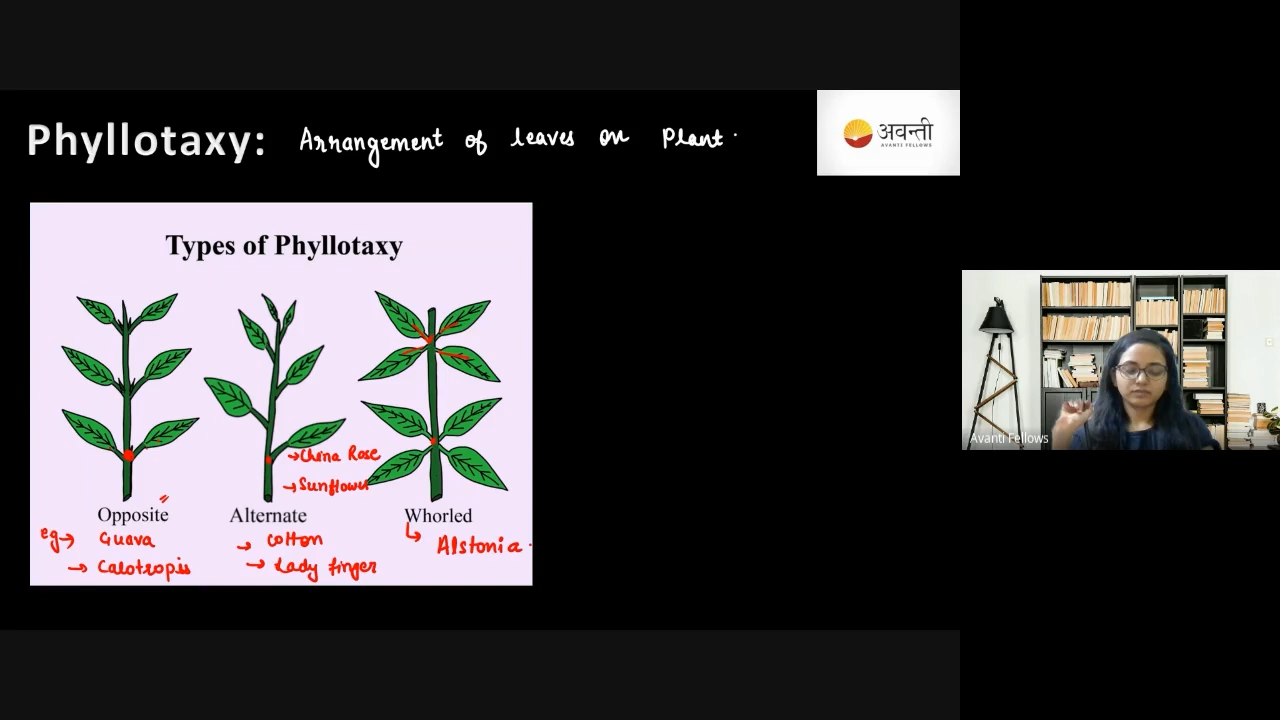 Phyllotaxy: Arrangement of leaves on Plant.
अवन्ती
AVANTI FELLOWS
Types of Phyllotaxy
→ China Rose
→ Sunflower
Opposite
Alternate
Whorled
eg → Guava
→ Calotropis
→ Cotton
→ Lady finger
↳ Alstonia.
Avanti Fellows